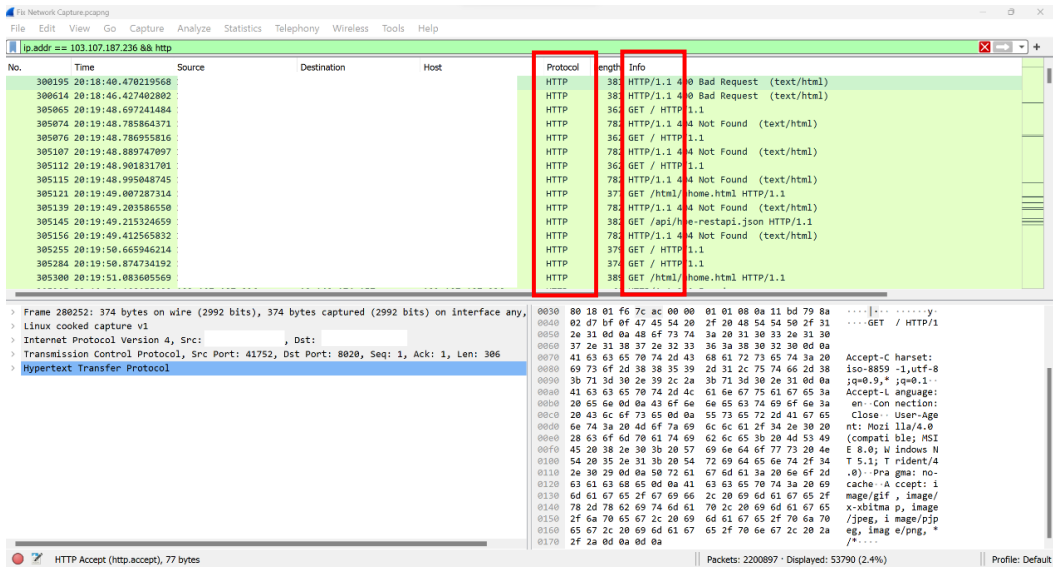 Fix Network Capture.pcapng
File Edit View Go Capture Analyze Statistics Telephony Wireless Tools Help
ip.addr == 103.107.187.236 && http
No. Time Source Destination Host Protocol Length Info
300195 20:18:40.470219568 HTTP 381 HTTP/1.1 400 Bad Request (text/html)
300614 20:18:46.427402802 HTTP 381 HTTP/1.1 400 Bad Request (text/html)
305065 20:19:48.697241484 HTTP 362 GET / HTTP/1.1
305074 20:19:48.785864371 HTTP 782 HTTP/1.1 404 Not Found (text/html)
305076 20:19:48.786955816 HTTP 362 GET / HTTP/1.1
305107 20:19:48.889747097 HTTP 782 HTTP/1.1 404 Not Found (text/html)
305112 20:19:48.901831701 HTTP 362 GET / HTTP/1.1
305115 20:19:48.995048745 HTTP 782 HTTP/1.1 404 Not Found (text/html)
305121 20:19:49.007287314 HTTP 377 GET /html/ohome.html HTTP/1.1
305139 20:19:49.203586550 HTTP 782 HTTP/1.1 404 Not Found (text/html)
305145 20:19:49.215324659 HTTP 382 GET HTTP/1.1
305156 20:19:49.412565832 HTTP 782 HTTP/1.1 404 Not Found (text/html)
305255 20:19:50.665946214 HTTP 379 GET / HTTP/1.1
305284 20:19:50.874734192 HTTP 374 GET / HTTP/1.1
305300 20:19:51.083605569 HTTP 389 GET HTTP/1.1
Frame 280252: 374 bytes on wire (2992 bits), 374 bytes captured (2992 bits) on interface any,
Linux cooked capture v1
Internet Protocol Version 4, Src: , Dst:
Transmission Control Protocol, Src Port: 41752, Dst Port: 8020, Seq: 1, Ack: 1, Len: 306
Hypertext Transfer Protocol
0030 80 18 01 f6 7c ac 00 00 01 01 08 0a 11 bd 79 8a ····|··· ······y·
0040 02 d7 bf 0f 47 45 54 20 2f 20 48 54 54 50 2f 31 ····GET / HTTP/1
0050 2e 31 0d 0a 48 6f 73 74 3a 20 31 30 33 2e 31 30
0060 37 2e 31 38 37 2e 32 33 36 3a 38 30 32 30 0d 0a
0070 41 63 63 65 70 74 2d 43 68 61 72 73 65 74 3a 20 Accept-C harset:
0080 69 73 6f 2d 38 38 35 39 2d 31 2c 75 74 66 2d 38 iso-8859 -1,utf-8
0090 3b 71 3d 30 2e 39 2c 2a 3b 71 3d 30 2e 31 0d 0a ;q=0.9,* ;q=0.1··
00a0 41 63 63 65 70 74 2d 4c 61 6e 67 75 61 67 65 3a Accept-L anguage:
00b0 20 65 6e 0d 0a 43 6f 6e 6e 65 63 74 69 6f 6e 3a en··Con nection:
00c0 20 43 6c 6f 73 65 0d 0a 55 73 65 72 2d 41 67 65 Close·· User-Age
00d0 6e 74 3a 20 4d 6f 7a 69 6c 6c 61 2f 34 2e 30 20 nt: Mozi lla/4.0
00e0 28 63 6f 6d 70 61 74 69 62 6c 65 3b 20 4d 53 49 (compati ble; MSI
00f0 45 20 38 2e 30 3b 20 57 69 6e 64 6f 77 73 20 4e E 8.0; W indows N
0100 54 20 35 2e 31 3b 20 54 72 69 64 65 6e 74 2f 34 T 5.1; T rident/4
0110 2e 30 29 0d 0a 50 72 61 67 6d 61 3a 20 6e 6f 2d .0)··Pra gma: no-
0120 63 61 63 68 65 0d 0a 41 63 63 65 70 74 3a 20 69 cache··A ccept: i
0130 6d 61 67 65 2f 67 69 66 2c 20 69 6d 61 67 65 2f mage/gif , image/
0140 78 2d 78 62 69 74 6d 61 70 2c 20 69 6d 61 67 65 x-xbitma p, image
0150 2f 6a 70 65 67 2c 20 69 6d 61 67 65 2f 70 6a 70 /jpeg, i mage/pjp
0160 65 67 2c 20 69 6d 61 67 65 2f 70 6e 67 2c 20 2a eg, imag e/png, *
0170 2f 2a 0d 0a 0d 0a /*····
HTTP Accept (http.accept), 77 bytes Packets: 2200897 · Displayed: 53790 (2.4%) Profile: Default